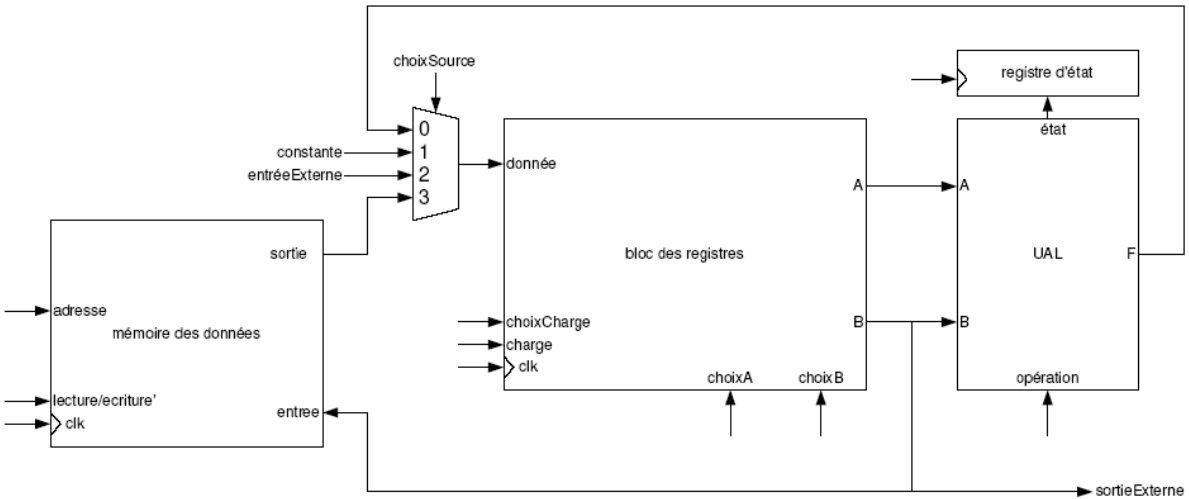 choixSource
registre d'état
0
état
constante
1
entréeExterne
2
donnée
3
A
A
sortie
bloc des registres
UAL
F
adresse
mémoire des données
choixCharge
B
B
charge
clk
choixA
choixB
opération
lecture/ecriture'
entree
clk
sortieExterne